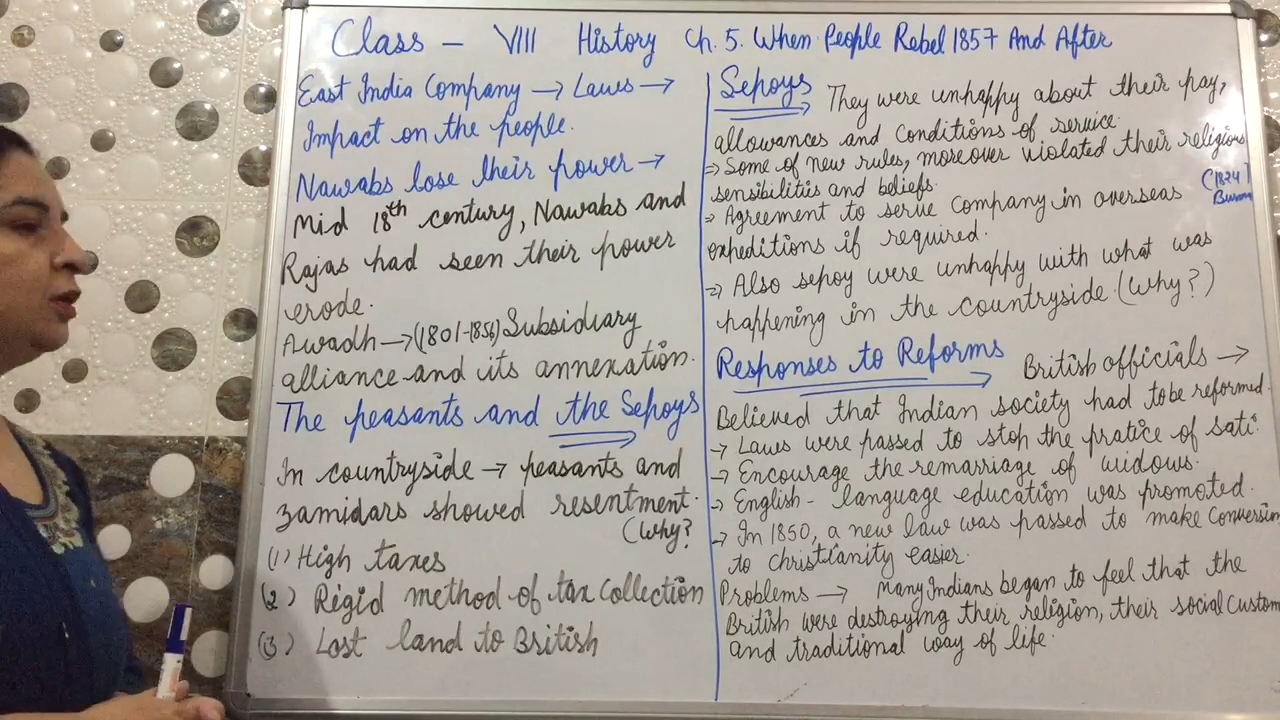 Class - VIII History Ch. 5. When People Rebel 1857 And After
East India Company → Laws →
Impact on the people.
Nawabs lose their power →
Mid 18th century, Nawabs and
Rajas had seen their power
erode.
Awadh → (1801-1856) Subsidiary
alliance and its annexation.
The peasants and the Sepoys
In countryside → peasants and
zamidars showed resentment.
(Why?
(1) High taxes
(2) Rigid method of tax Collection
(3) Lost land to British
Sepoys They were unhappy about their pay,
allowances and Conditions of service.
→ Some of new rules, moreover violated their religious
sensibilities and beliefs.
→ Agreement to serve Company in overseas (1824)
expeditions if required.
→ Also sepoy were unhappy with what was
happening in the Countryside. (Why?)
Responses to Reforms British officials →
Believed that Indian society had to be reformed.
→ Laws were passed to stop the pratice of sati.
→ Encourage the remarriage of widows.
→ English - language education was promoted.
→ In 1850, a new law was passed to make Conversin
to Christianity easier.
Problems → Many Indians began to feel that the
British were destroying their religion, their social Custom
and traditional way of life.